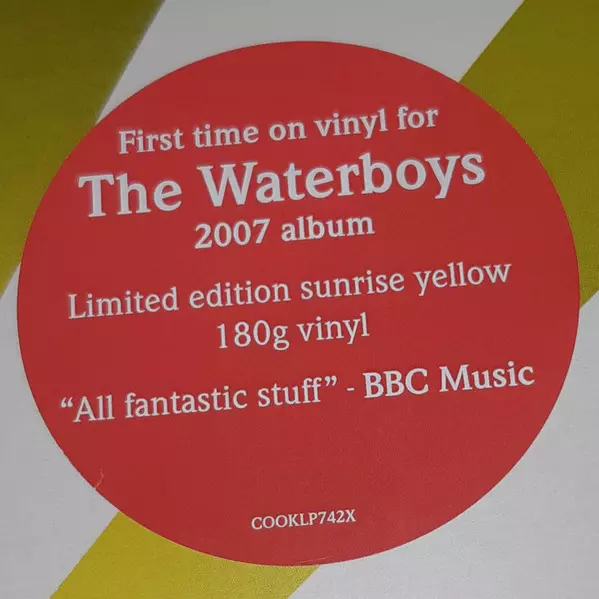 First time on vinyl for
The Waterboys
2007 album
Limited edition sunrise yellow
180g vinyl
“All fantastic stuff” - BBC Music
COOKLP742X